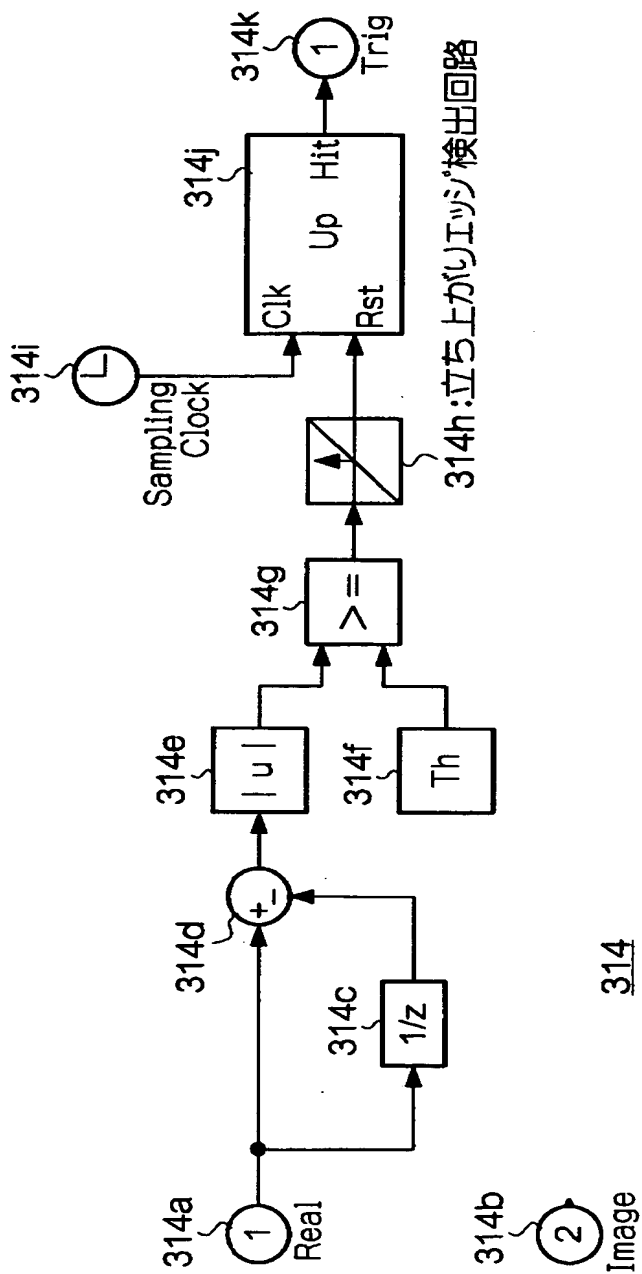 314a
1
Real
314b
2
Image
314c
1/z
314d
+
−
314e
|u|
314f
Th
314g
>=
314h:立ち上がりエッジ検出回路
314i
Sampling
Clock
314j
Clk
Rst
Up
Hit
314k
1
Trig
314